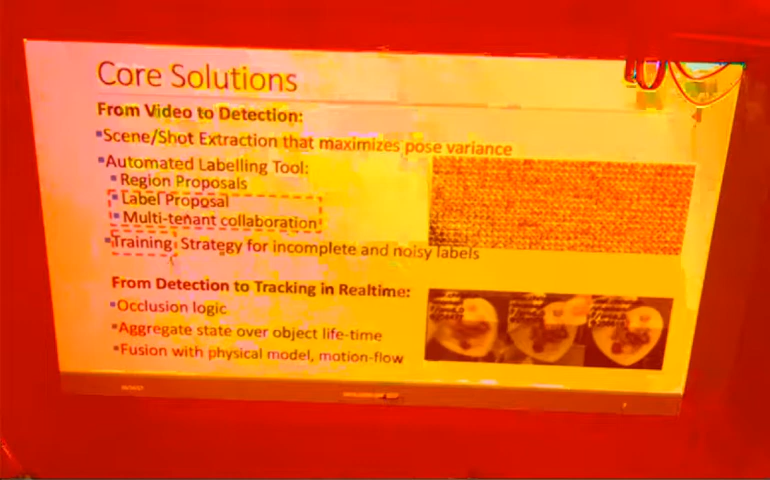 Core Solutions
From Video to Detection:
▪Scene/Shot Extraction that maximizes pose variance
▪Automated Labelling Tool:
▪Region Proposals
▪Label Proposal
▪Multi-tenant collaboration
▪Training Strategy for incomplete and noisy labels
From Detection to Tracking in Realtime:
▪Occlusion logic
▪Aggregate state over object life-time
▪Fusion with physical model, motion-flow